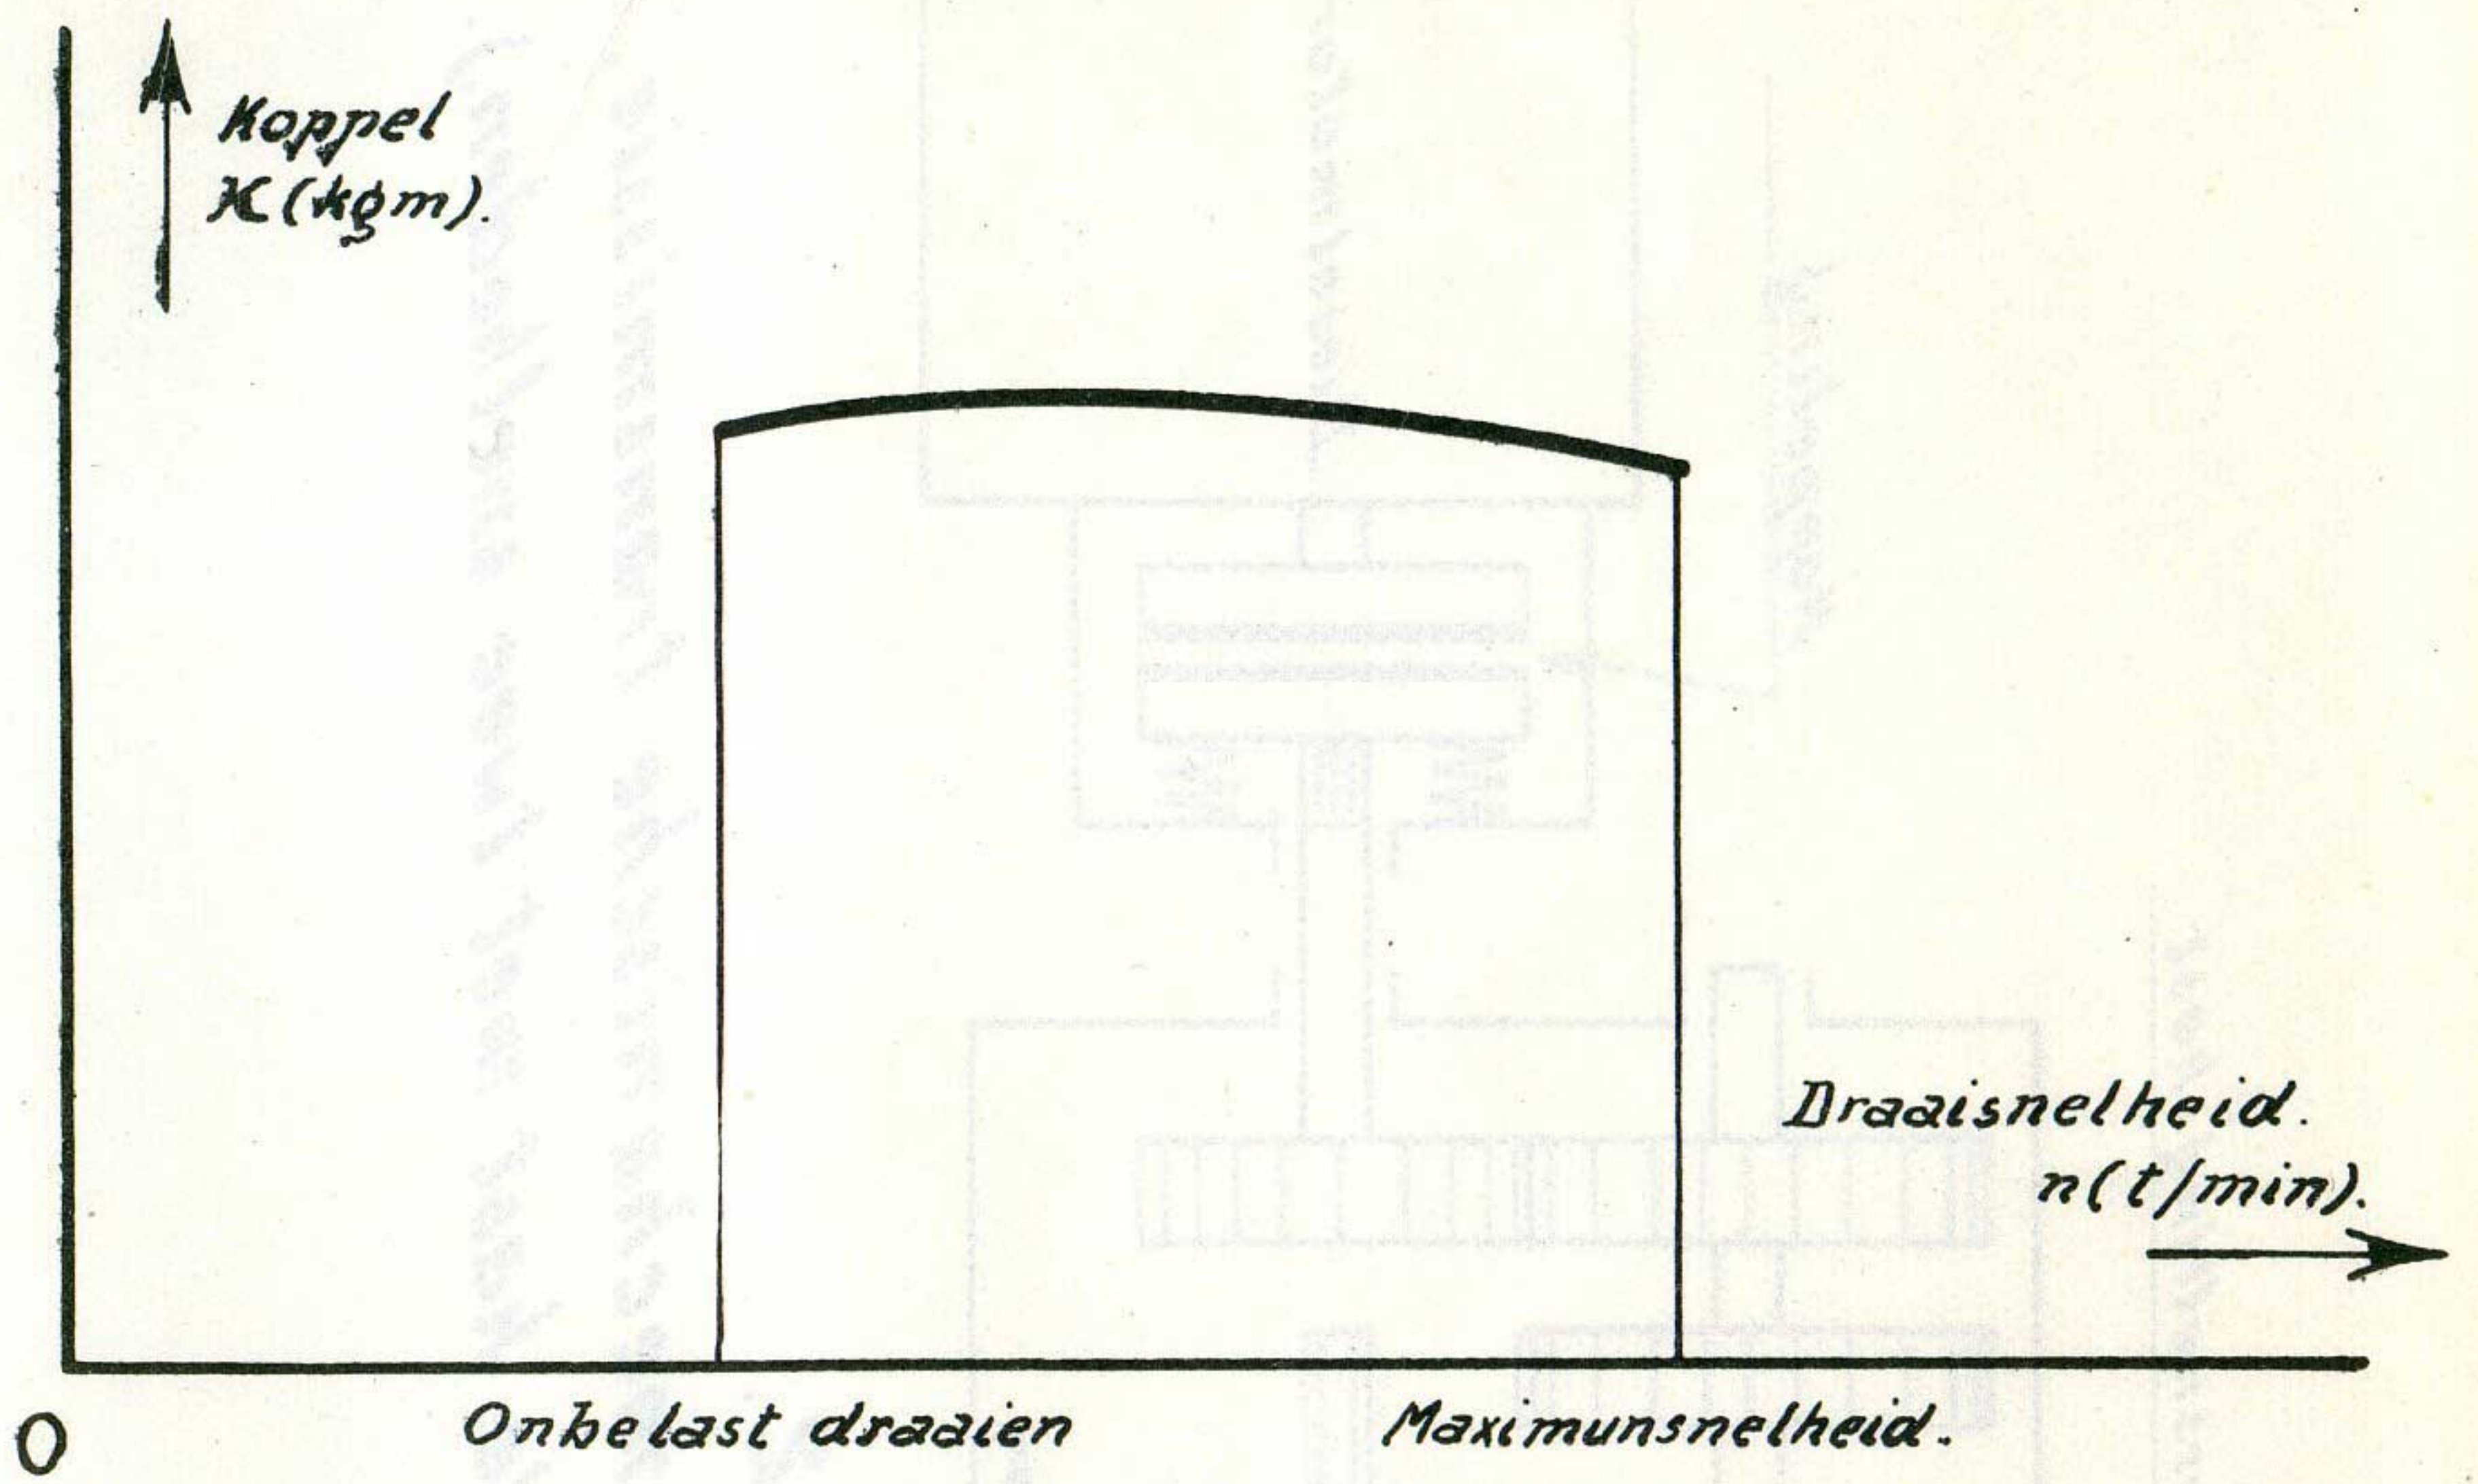 Koppel
K (kgm).
Draaisnelheid.
n(t/min).
O
Onbelast draaien
Maximunsnelheid.